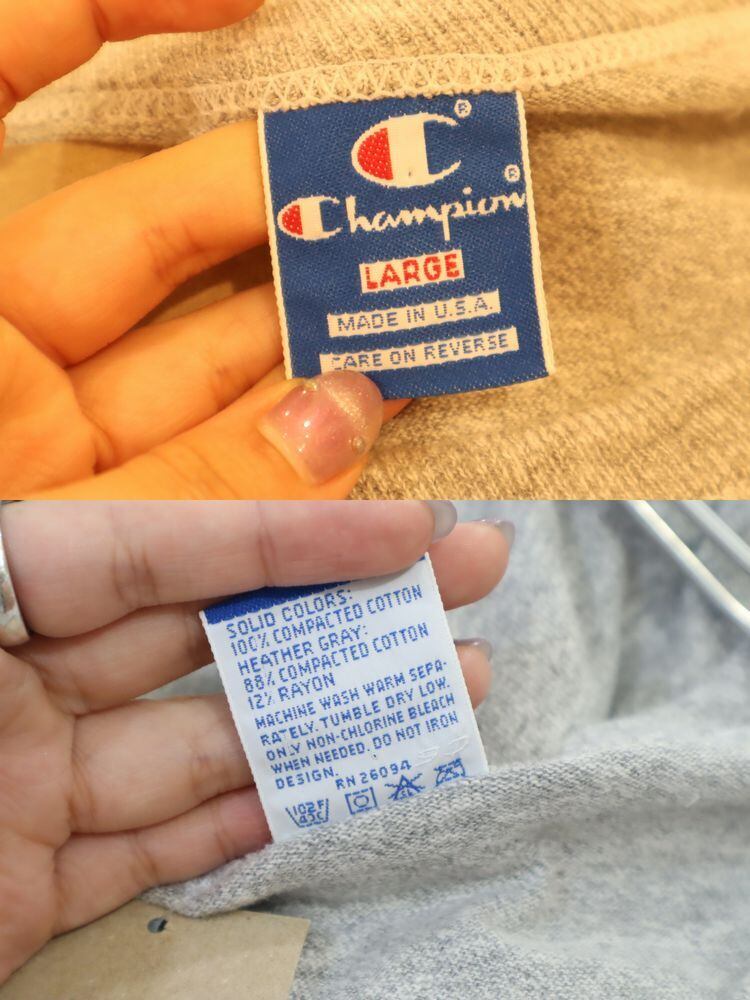 Champion
LARGE
MADE IN U.S.A.
CARE ON REVERSE
SOLID COLORS:
100% COMPACTED COTTON
HEATHER GRAY:
88% COMPACTED COTTON
12% RAYON
MACHINE WASH WARM SEPA-
RATELY. TUMBLE DRY LOW.
ONLY NON-CHLORINE BLEACH
WHEN NEEDED. DO NOT IRON
DESIGN.
RN 26094
102F
40C
CL